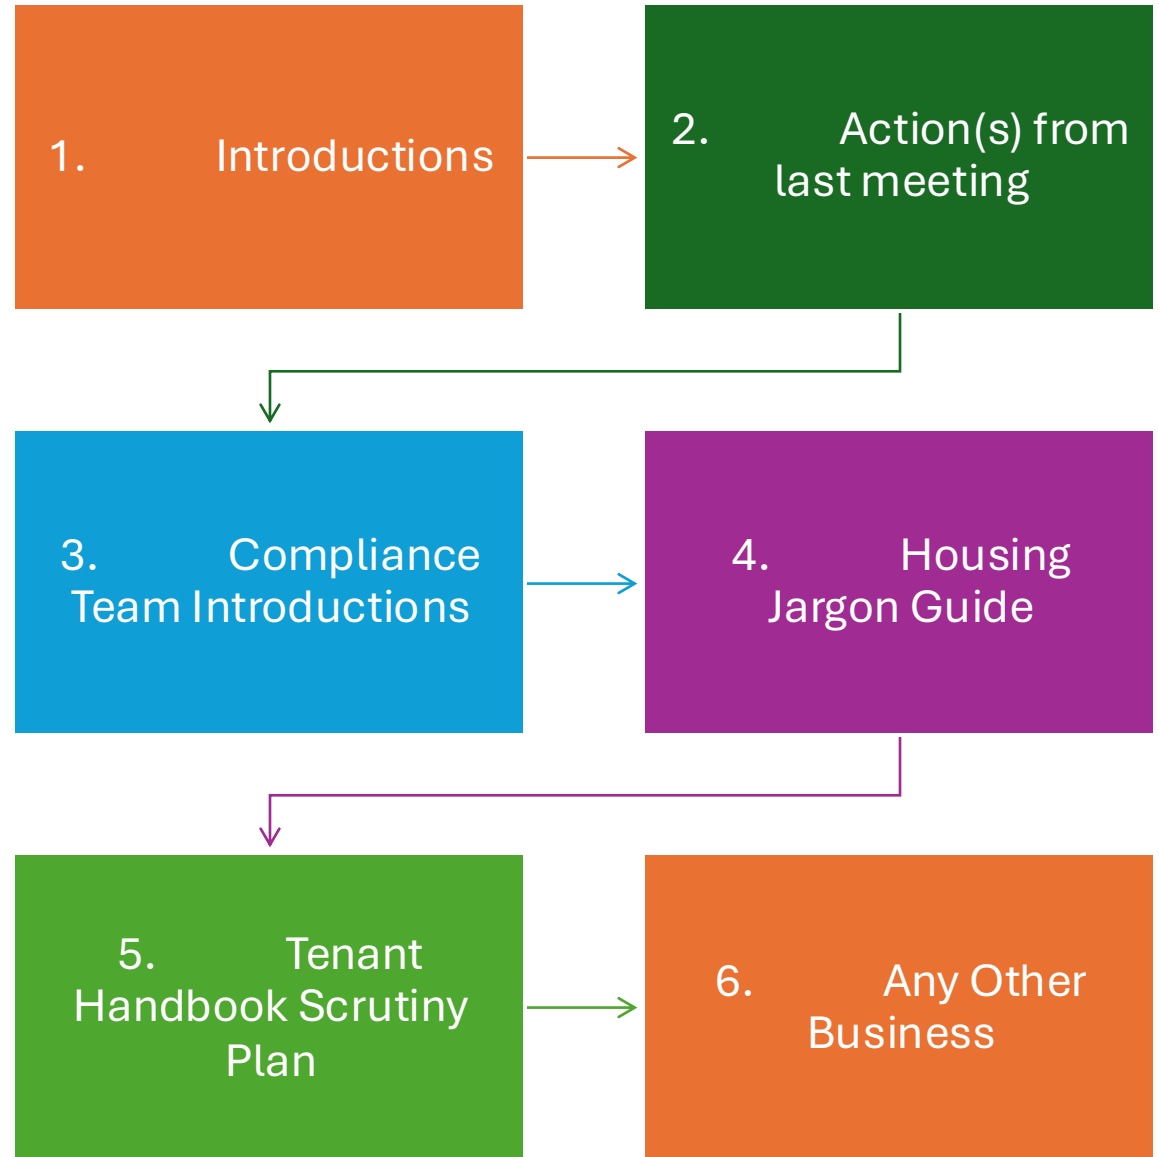 1. Introductions
2. Action(s) from
last meeting
3. Compliance
Team Introductions
4. Housing
Jargon Guide
5. Tenant
Handbook Scrutiny
Plan
6. Any Other
Business